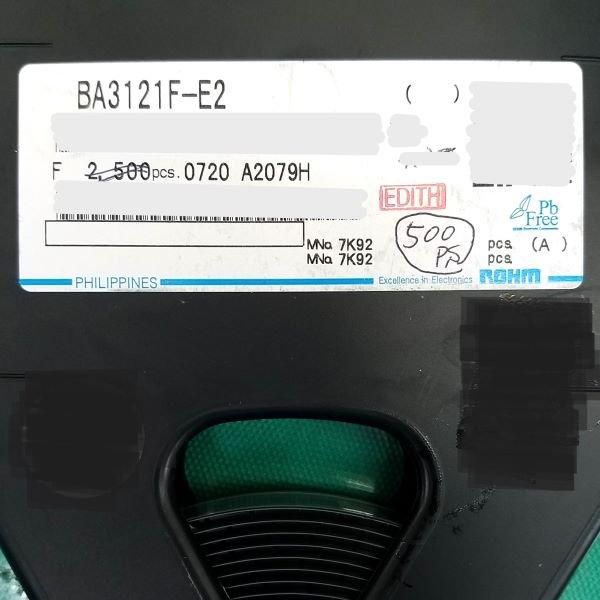 BA3121F-E2 ( )
F 2,500pcs. 0720 A2079H
EDITH
Pb
Free
MNo. 7K92
500
pcs. (A)
MNo. 7K92
pcs
PHILIPPINES
Excellence in Electronics ROHM